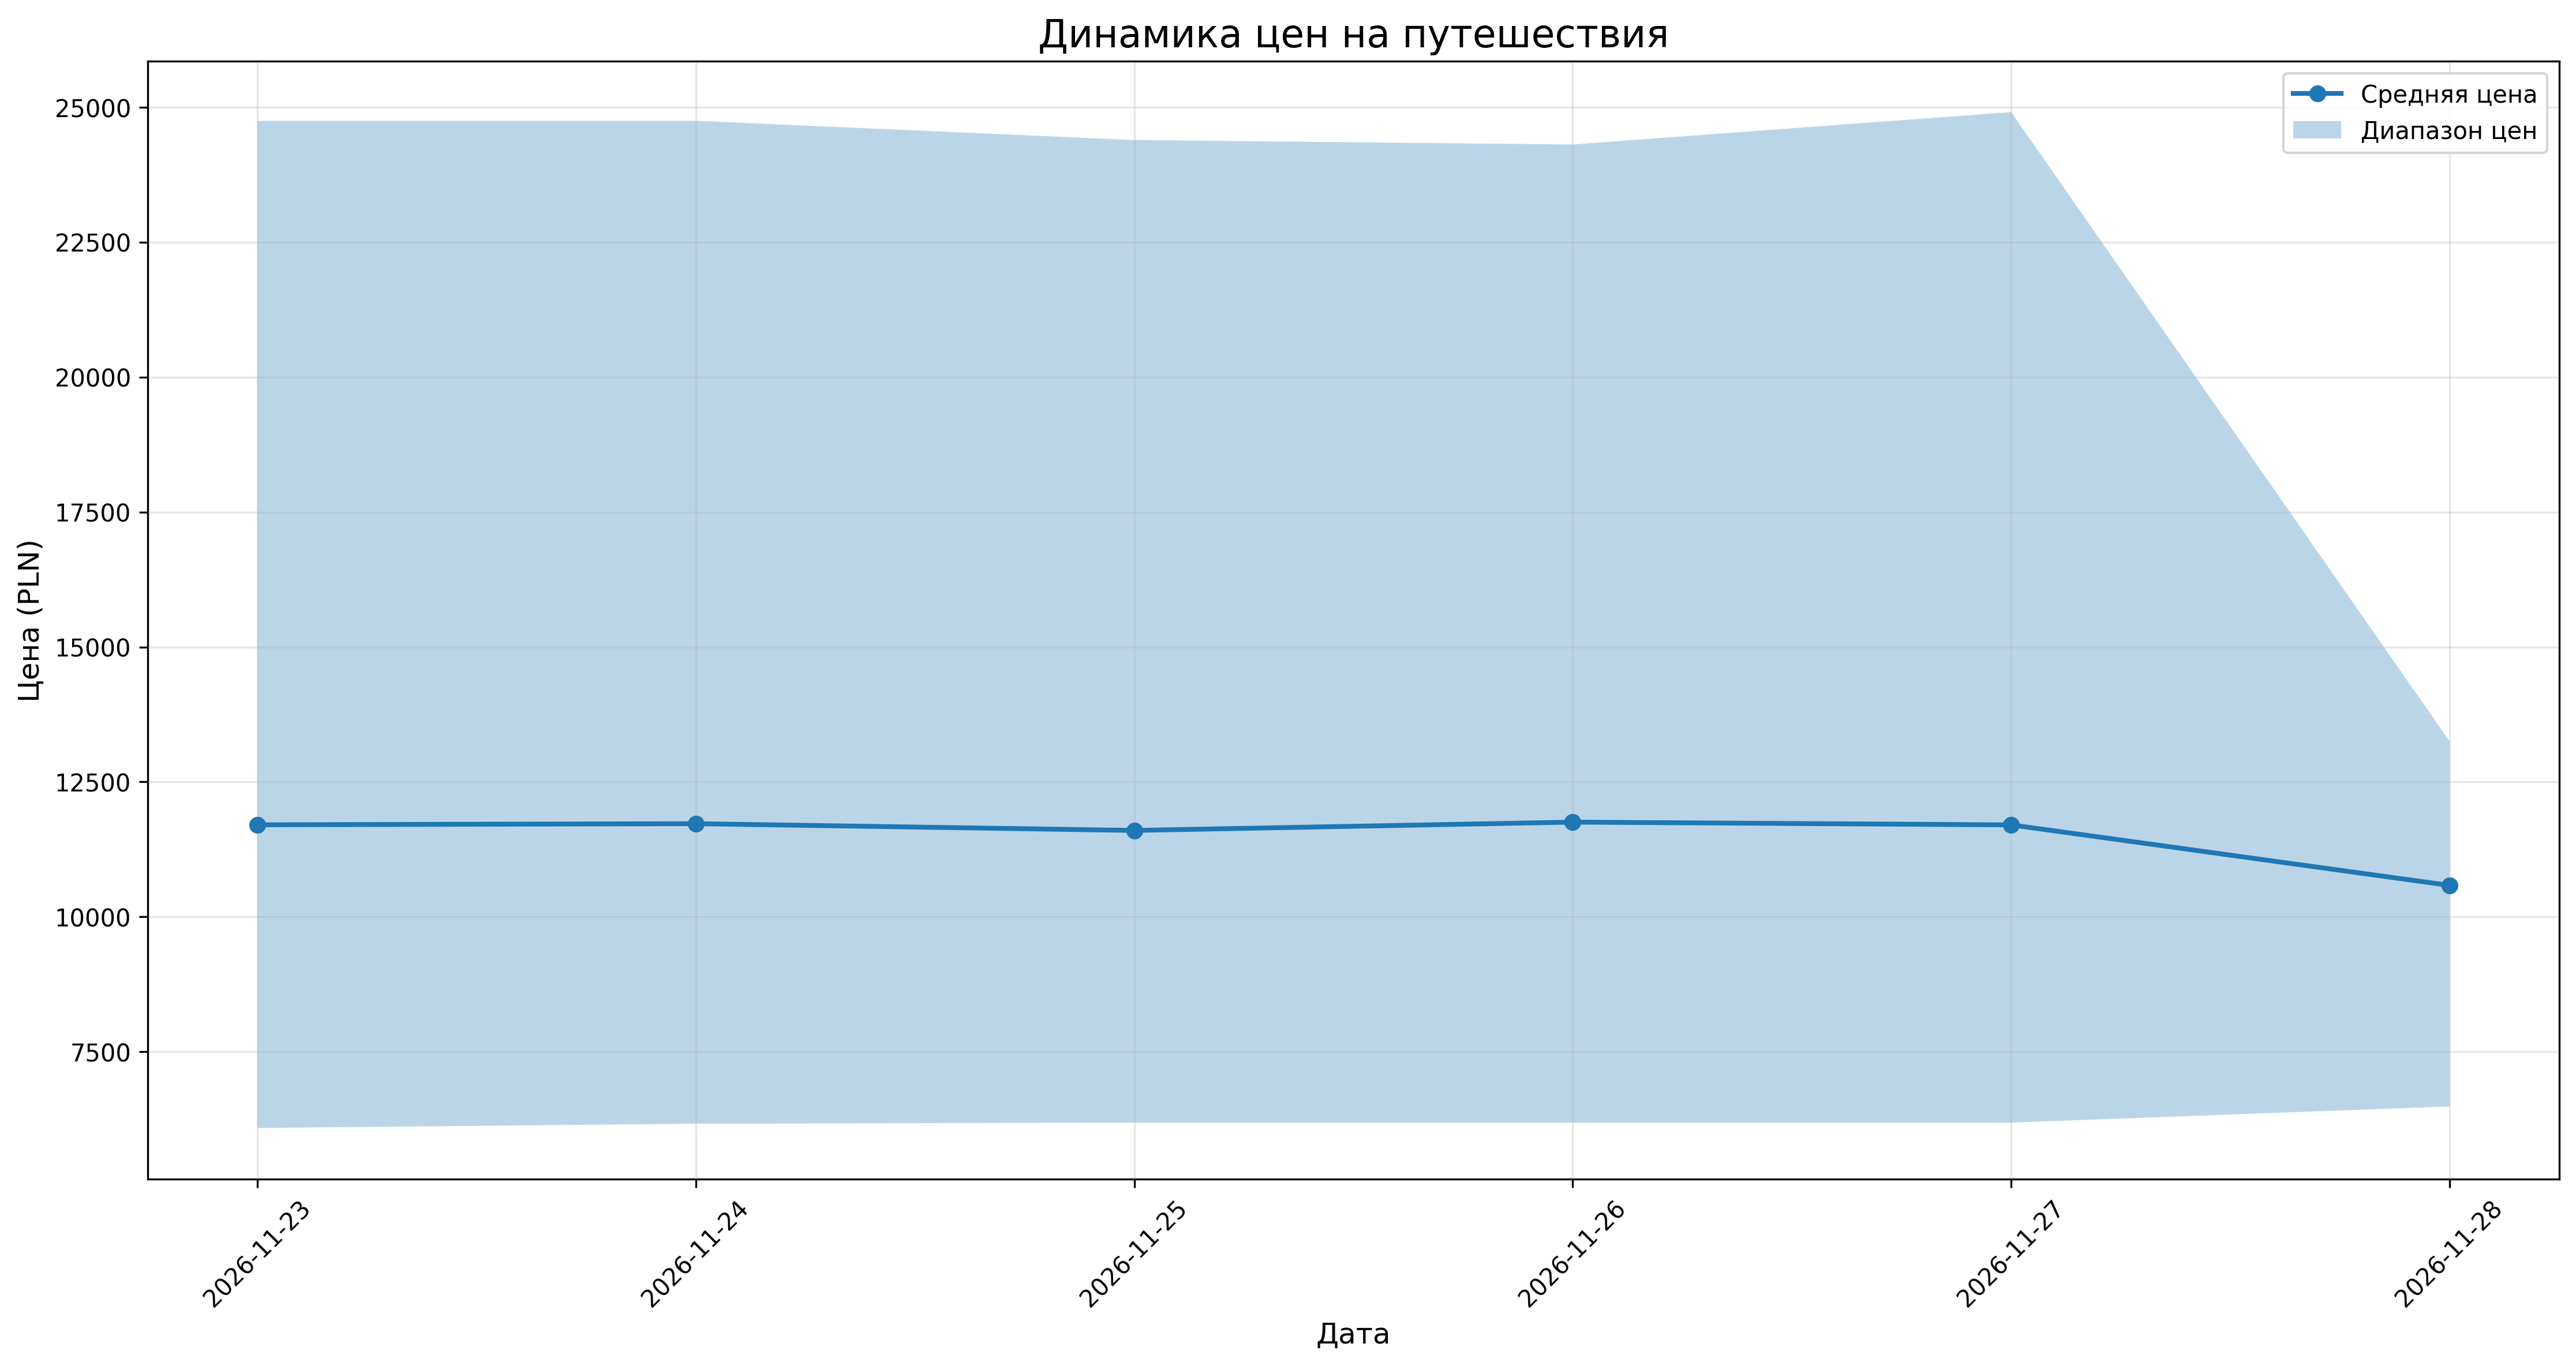 Динамика цен на путешествия
Средняя цена
Диапазон цен
Цена (PLN)
25000
22500
20000
17500
15000
12500
10000
7500
2026-11-23
2026-11-24
2026-11-25
2026-11-26
2026-11-27
2026-11-28
Дата